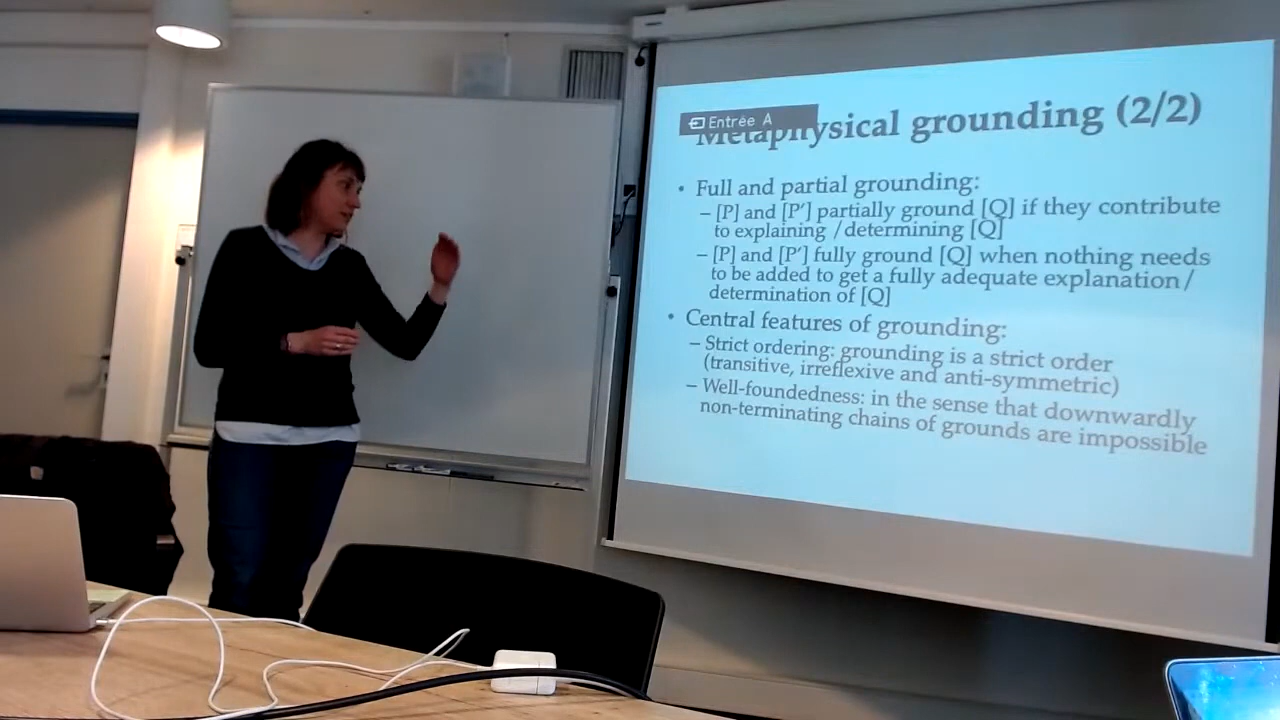 Entrée A
Metaphysical grounding (2/2)
• Full and partial grounding:
– [P] and [P'] partially ground [Q] if they contribute
to explaining /determining [Q]
– [P] and [P'] fully ground [Q] when nothing needs
to be added to get a fully adequate explanation/
determination of [Q]
• Central features of grounding:
– Strict ordering: grounding is a strict order
(transitive, irreflexive and anti-symmetric)
– Well-foundedness: in the sense that downwardly
non-terminating chains of grounds are impossible